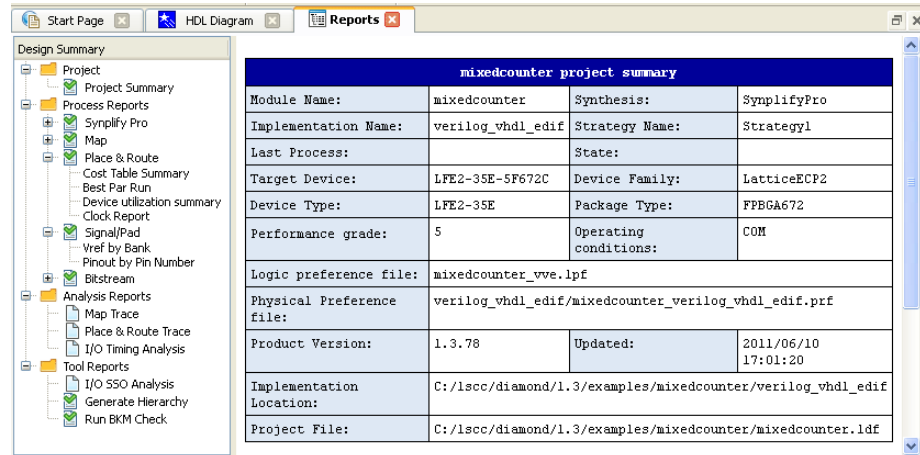 Start Page
HDL Diagram
Reports
Design Summary
Project
Project Summary
Process Reports
Synplify Pro
Map
Place & Route
Cost Table Summary
Best Par Run
Device utilization summary
Clock Report
Signal/Pad
Vref by Bank
Pinout by Pin Number
Bitstream
Analysis Reports
Map Trace
Place & Route Trace
I/O Timing Analysis
Tool Reports
I/O SSO Analysis
Generate Hierarchy
Run BKM Check
mixedcounter project summary
Module Name: mixedcounter Synthesis: SynplifyPro
Implementation Name: verilog_vhdl_edif Strategy Name: Strategy1
Last Process: State:
Target Device: LFE2-35E-5F672C Device Family: LatticeECP2
Device Type: LFE2-35E Package Type: FPBGA672
Performance grade: 5 Operating
conditions: COM
Logic preference file: mixedcounter_vve.lpf
Physical Preference
file: verilog_vhdl_edif/mixedcounter_verilog_vhdl_edif.prf
Product Version: 1.3.78 Updated: 2011/06/10
17:01:20
Implementation
Location: C:/lscc/diamond/1.3/examples/mixedcounter/verilog_vhdl_edif
Project File: C:/lscc/diamond/1.3/examples/mixedcounter/mixedcounter.ldf